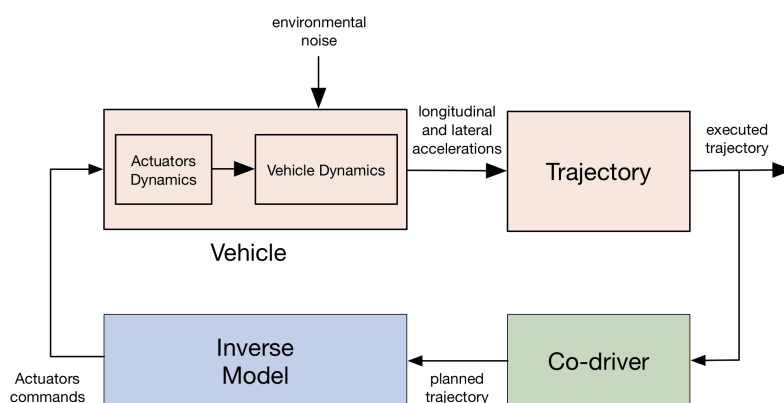 environmental
noise
longitudinal
and lateral
accelerations
executed
trajectory
Actuators
Dynamics
Vehicle Dynamics
Trajectory
Vehicle
Inverse
Model
Co-driver
Actuators
commands
planned
trajectory